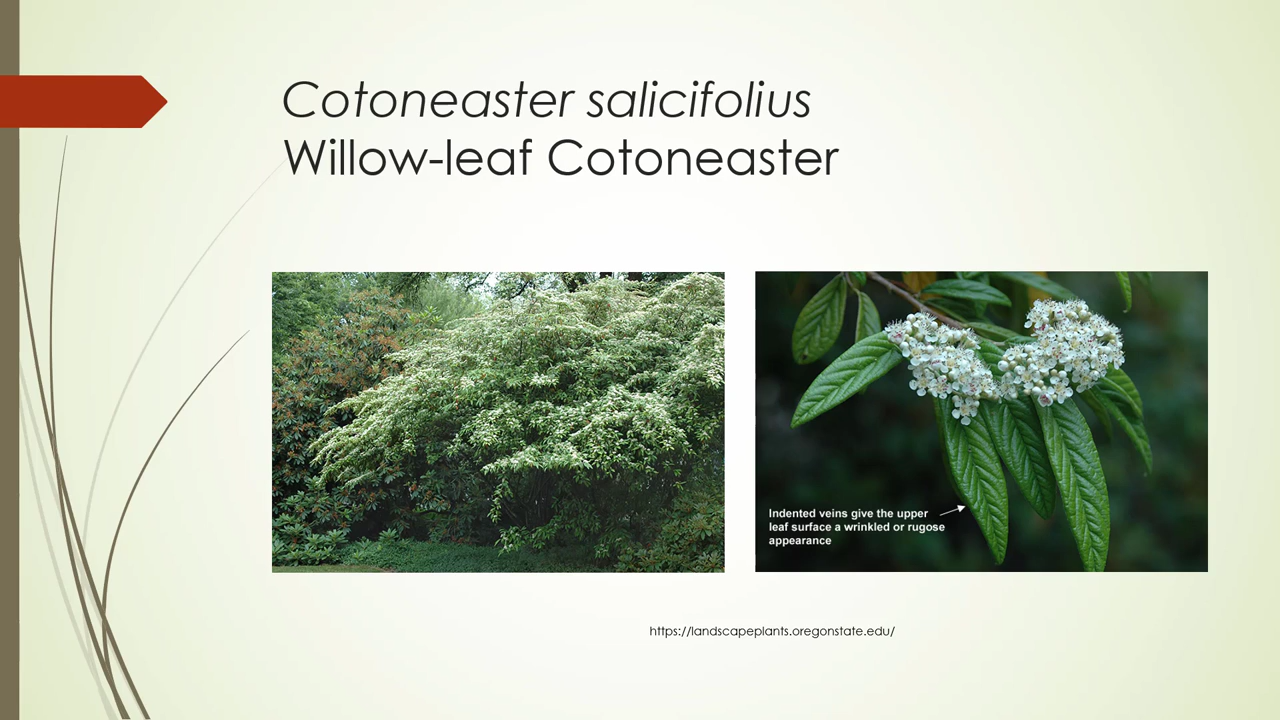 Cotoneaster salicifolius
Willow-leaf Cotoneaster
Indented veins give the upper
leaf surface a wrinkled or rugose
appearance
https://landscapeplants.oregonstate.edu/